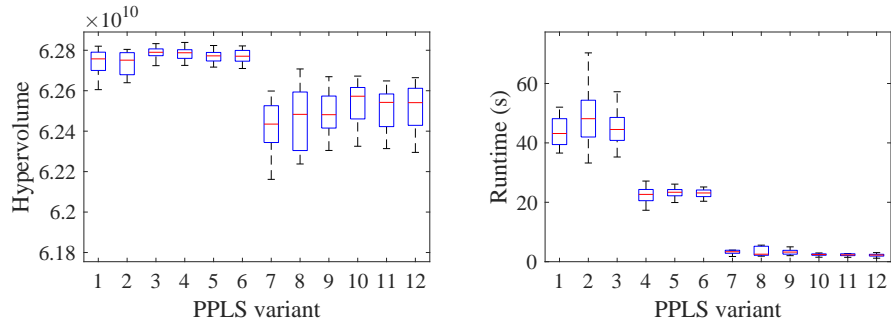 ×10^10
6.28
6.26
6.24
6.22
6.2
6.18
Hypervolume
1 2 3 4 5 6 7 8 9 10 11 12
PPLS variant
60
40
20
0
Runtime (s)
1 2 3 4 5 6 7 8 9 10 11 12
PPLS variant